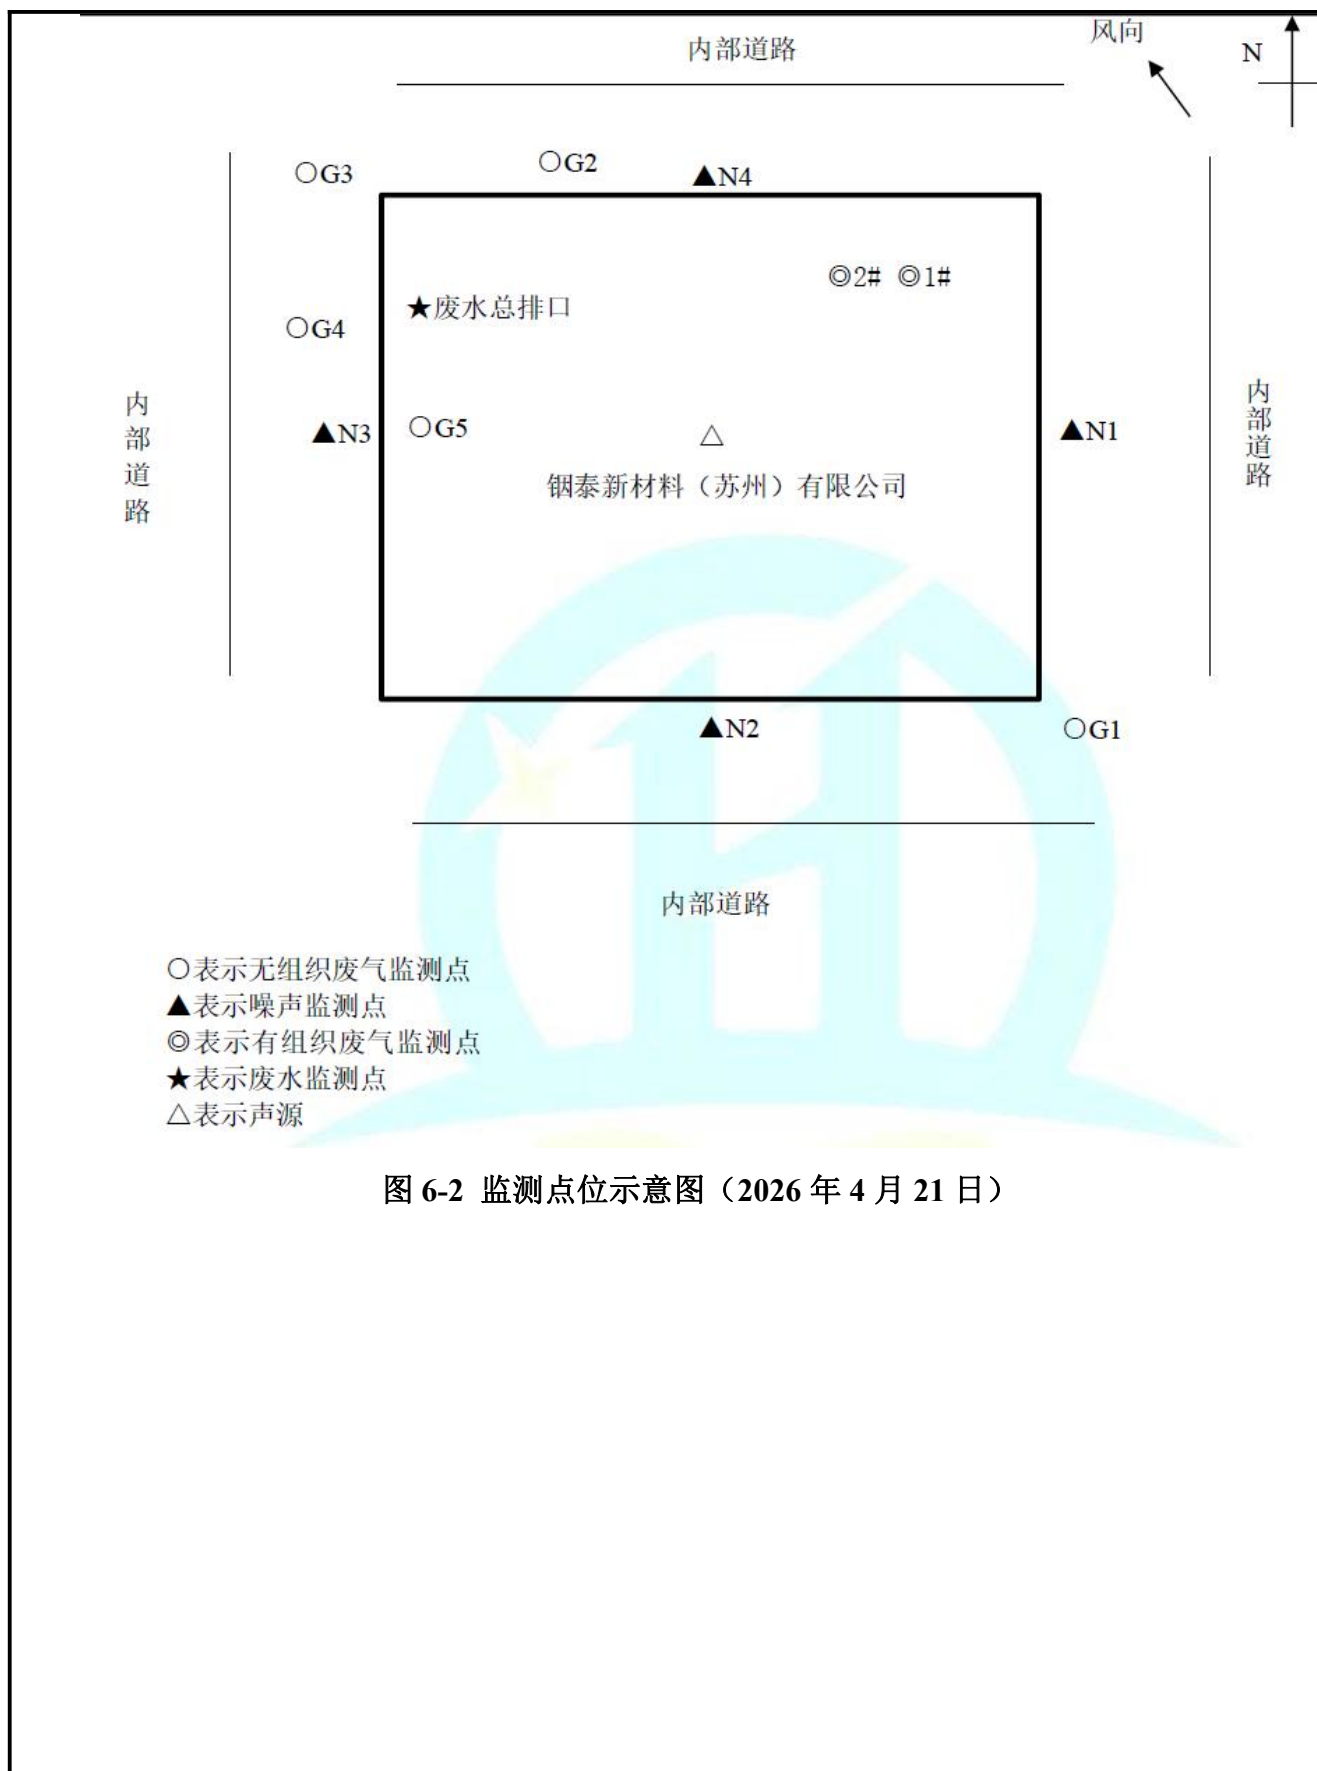 内部道路
风向
N
○G3
○G2
▲N4
◎2# ◎1#
★废水总排口
○G4
内部道路
▲N3
○G5
△
▲N1
内部道路
铟泰新材料（苏州）有限公司
▲N2
○G1
内部道路
○表示无组织废气监测点
▲表示噪声监测点
◎表示有组织废气监测点
★表示废水监测点
△表示声源
图 6-2 监测点位示意图（2026 年 4 月 21 日）